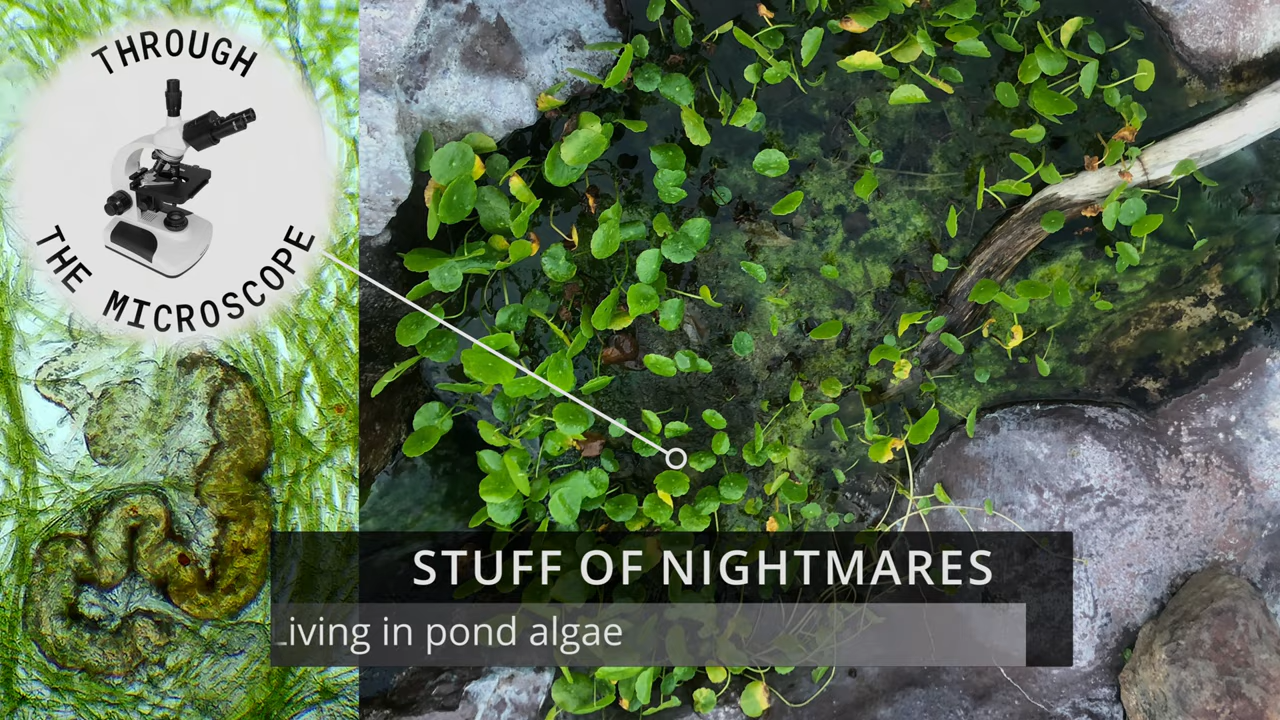 THROUGH
THE MICROSCOPE
STUFF OF NIGHTMARES
Living in pond algae